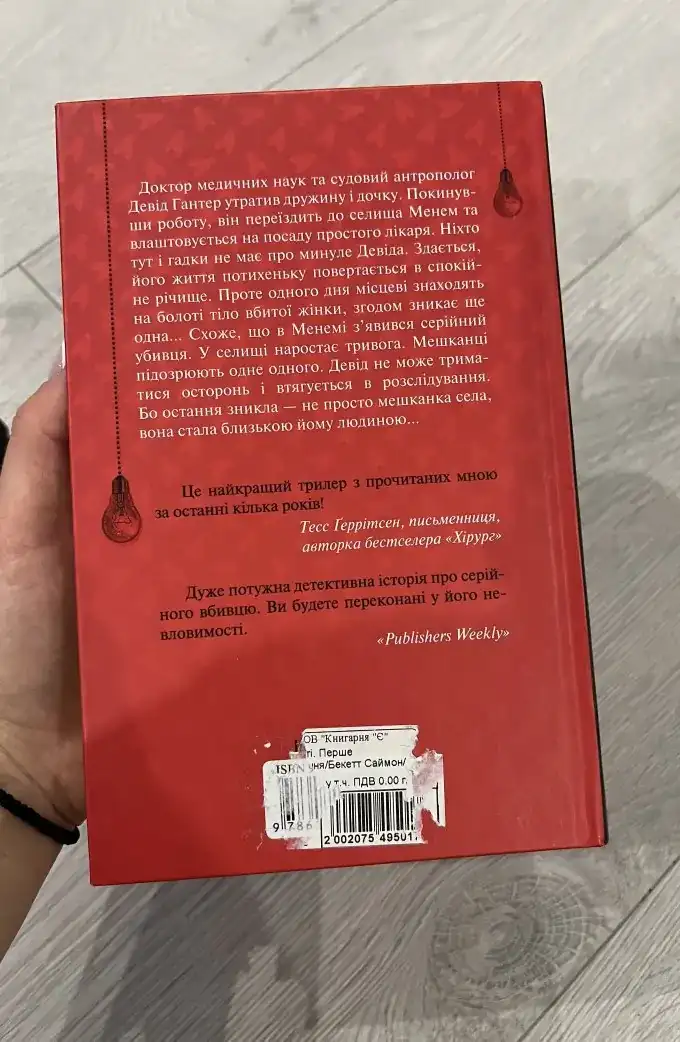 Доктор медичних наук та судовий антрополог
Девід Гантер утратив дружину і дочку. Покинув-
ши роботу, він переїздить до селища Менем та
влаштовується на посаду простого лікаря. Ніхто
тут і гадки не має про минуле Девіда. Здається,
його життя потихеньку повертається в спокій-
не річище. Проте одного дня місцеві знаходять
на болоті тіло вбитої жінки, згодом зникає ще
одна... Схоже, що в Менемі з’явився серійний
убивця. У селищі наростає тривога. Мешканці
підозрюють одне одного. Девід не може трима-
тися осторонь і втягується в розслідування.
Бо остання зникла — не просто мешканка села,
вона стала близькою йому людиною...
Це найкращий трилер з прочитаних мною
за останні кілька років!
Тесс Ґеррітсен, письменниця,
авторка бестселера «Хірург»
Дуже потужна детективна історія про серій-
ного вбивцю. Ви будете переконані у його не-
вловимості.
«Publishers Weekly»
ОВ "Книгарня "Є"
ті. Перше
ISBN ння/Бекетт Саймон/
у т.ч. ПДВ 0.00 г
9 786
2 002075 49501